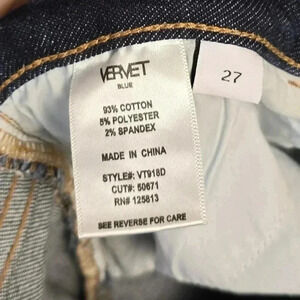 VERVET
BLUE
27
93% COTTON
5% POLYESTER
2% SPANDEX
MADE IN CHINA
STYLE#: VT918D
CUT#: 50671
RN# 125813
SEE REVERSE FOR CARE